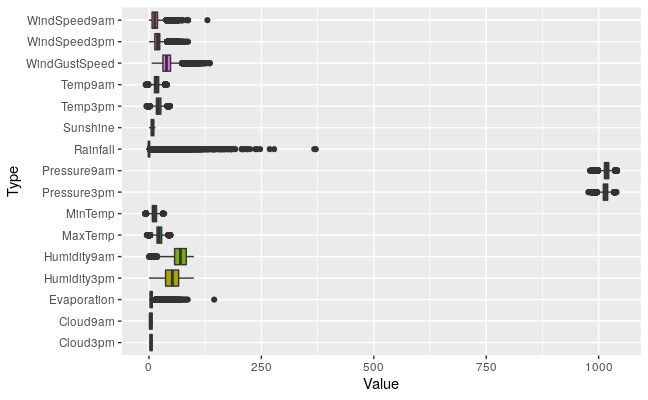 WindSpeed9am
WindSpeed3pm
WindGustSpeed
Temp9am
Temp3pm
Sunshine
Rainfall
Pressure9am
Pressure3pm
MinTemp
MaxTemp
Humidity9am
Humidity3pm
Evaporation
Cloud9am
Cloud3pm
Type
0 250 500 750 1000
Value